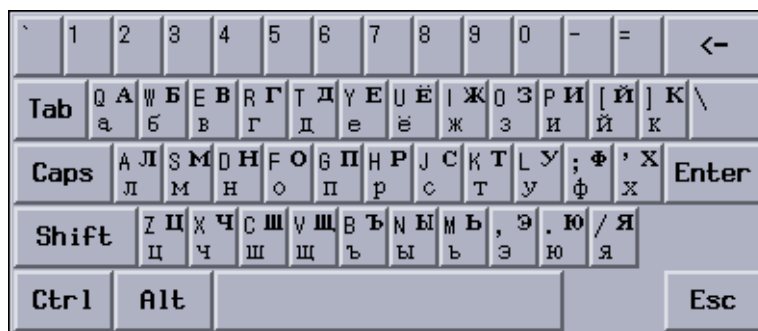 ` 1 2 3 4 5 6 7 8 9 0 - = <-
Tab Q А W Б E В R Г T Д Y Е U Ё I Ж O З P И [ Й ] К \
а б в г д е ё ж з и й к
Caps A Л S М D Н F О G П H Р J С K Т L У ; Ф ' Х Enter
л м н о п р с т у ф х
Shift Z Ц X Ч C Ш V Щ B Ъ N Ы M Ь , Э . Ю / Я
ц ч ш щ ъ ы ь э ю я
Ctrl Alt Esc